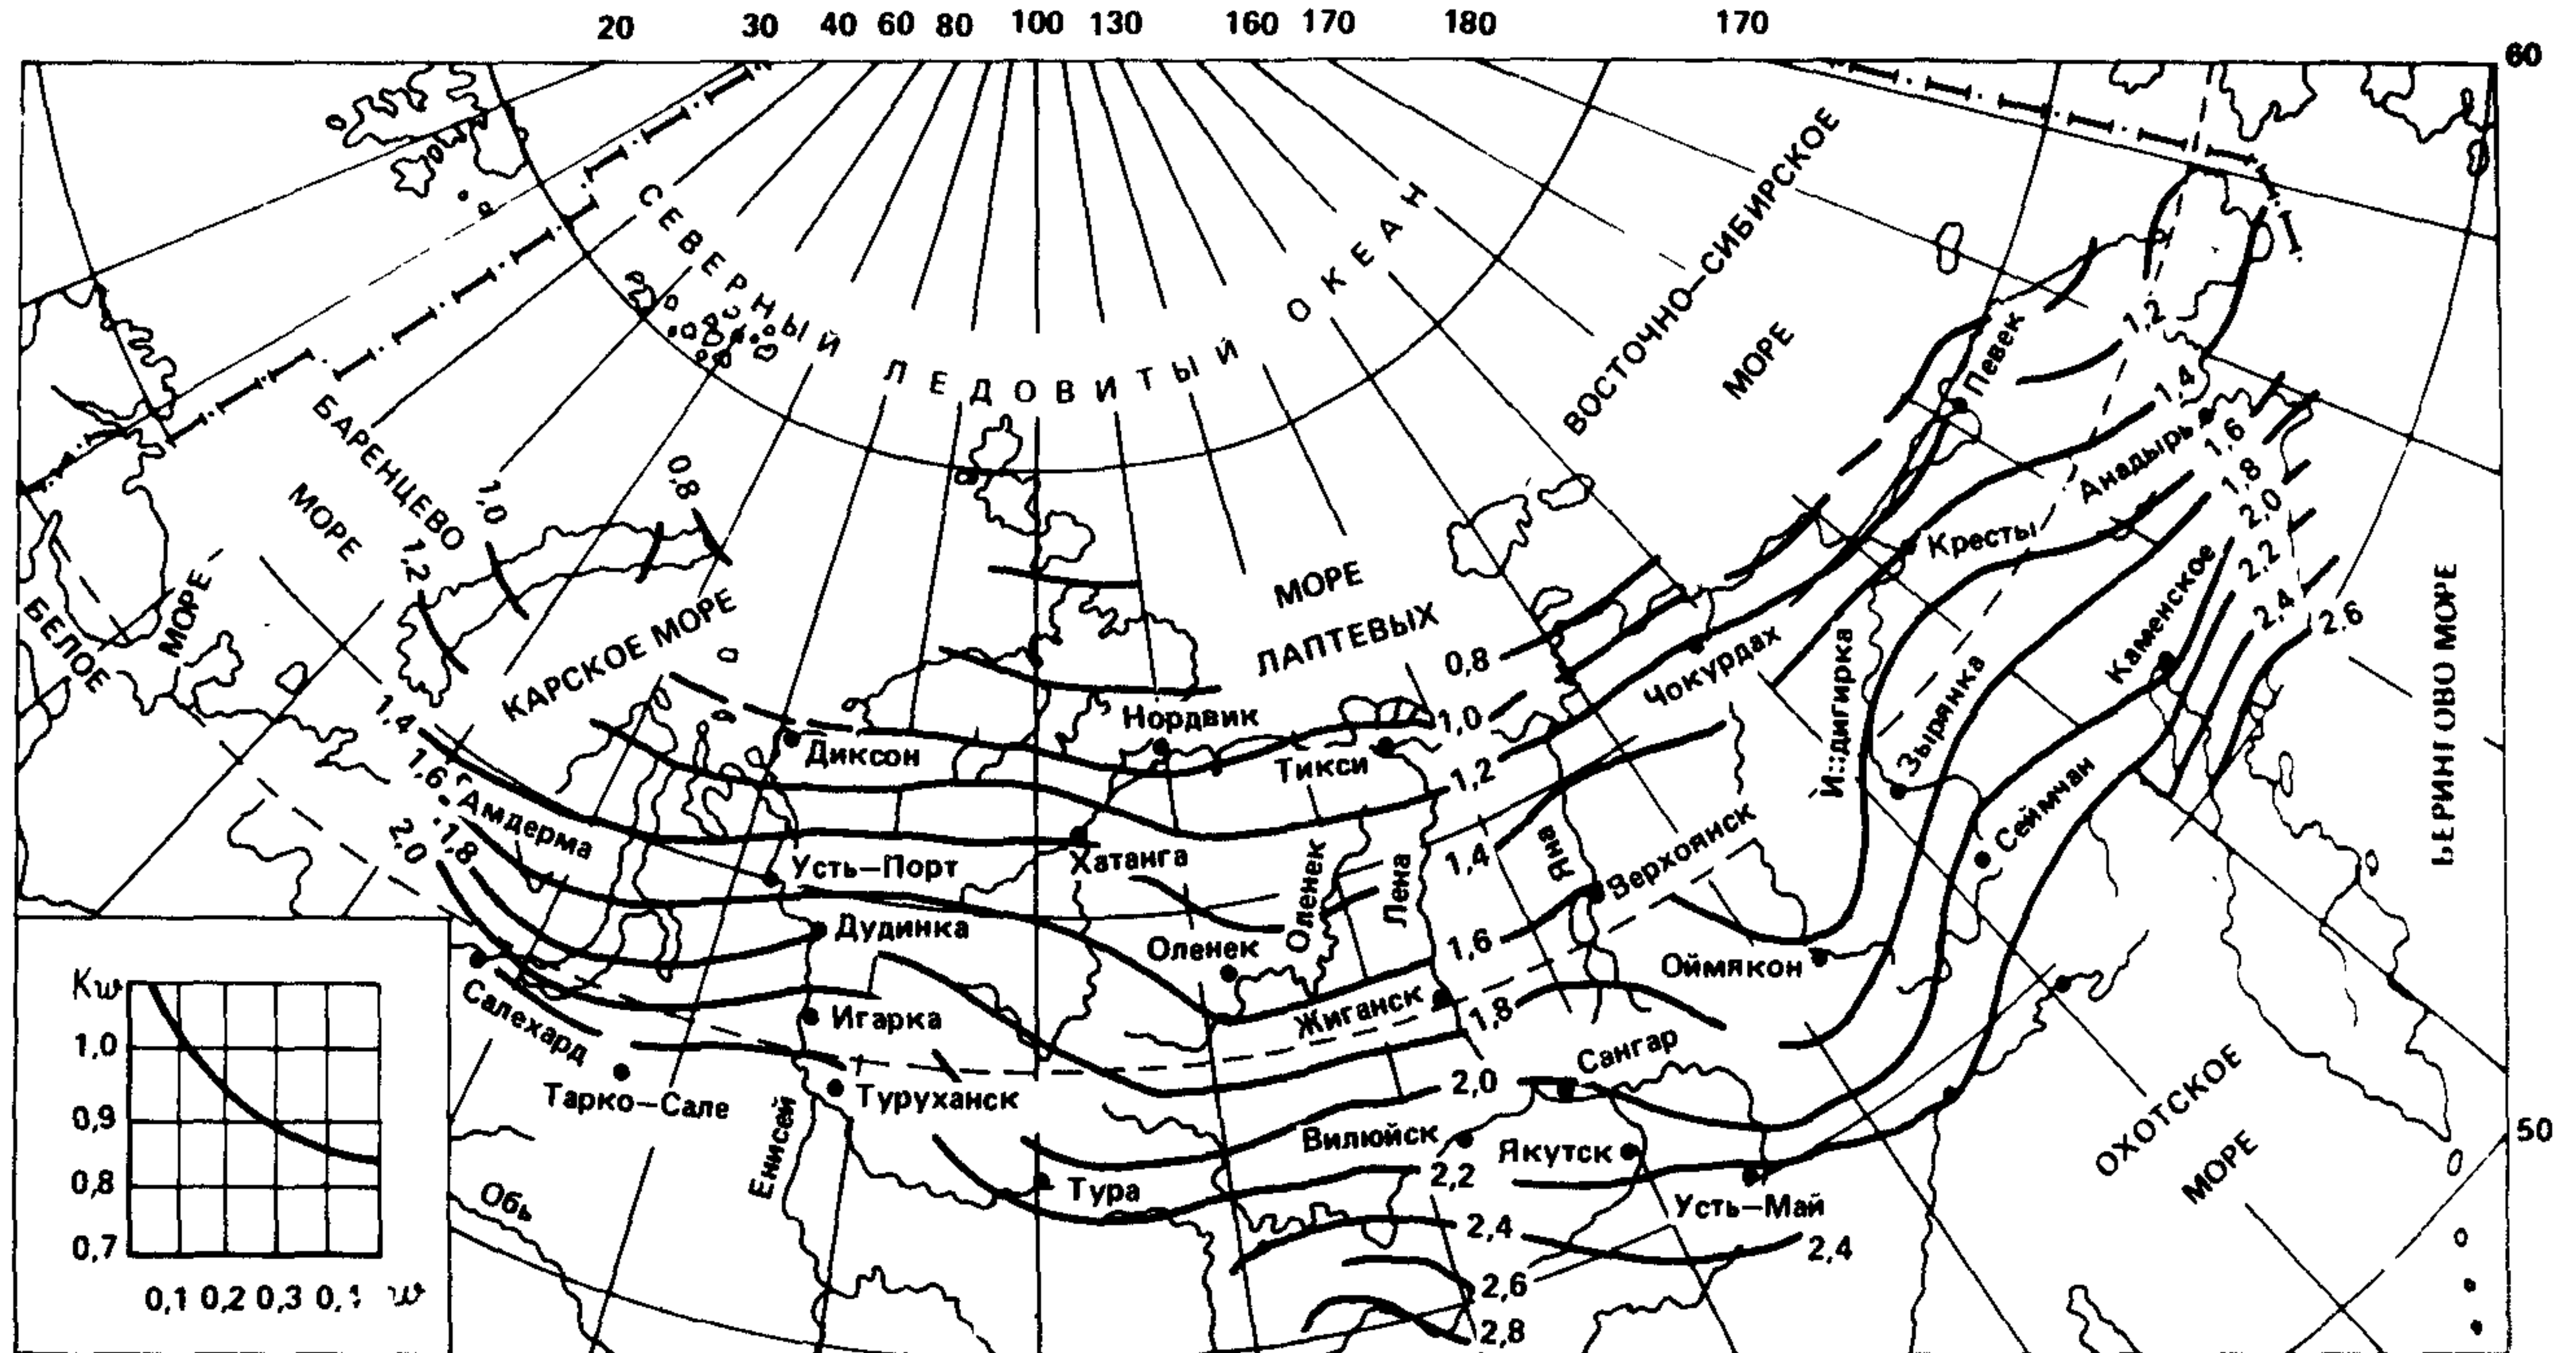 20 30 40 60 80 100 130 160 170 180 170
60
СЕВЕРНЫЙ ЛЕДОВИТЫЙ ОКЕАН
ВОСТОЧНО-СИБИРСКОЕ
МОРЕ
БАРЕНЦЕВО
МОРЕ
БЕЛОЕ
МОРЕ
КАРСКОЕ МОРЕ
МОРЕ
ЛАПТЕВЫХ
БЕРИНГОВО МОРЕ
ОХОТСКОЕ
МОРЕ
1,2
1,0
0,8
Певек
1,2
1,4
Анадырь
1,6
1,8
2,0
2,2
2,4
2,6
Кресты
Каменское
0,8
Чокурдах
Зырянка
1,4
1,6
1,8
2,0
Амдерма
Диксон
Нордвик
Тикси
1,0
1,2
Сеймчан
Усть-Порт
Хатанга
Оленек
Лена
1,4
Яна
Верхоянск
Дудинка
Оленек
1,6
Оймякон
Салехард
Игарка
Жиганск
1,8
Сангар
Тарко-Сале
Туруханск
2,0
Енисей
Вилюйск
Якутск
50
Тура
2,2
Усть-Май
Обь
2,4
2,4
2,6
2,8
Kw
1,0
0,9
0,8
0,7
0,1 0,2 0,3 w